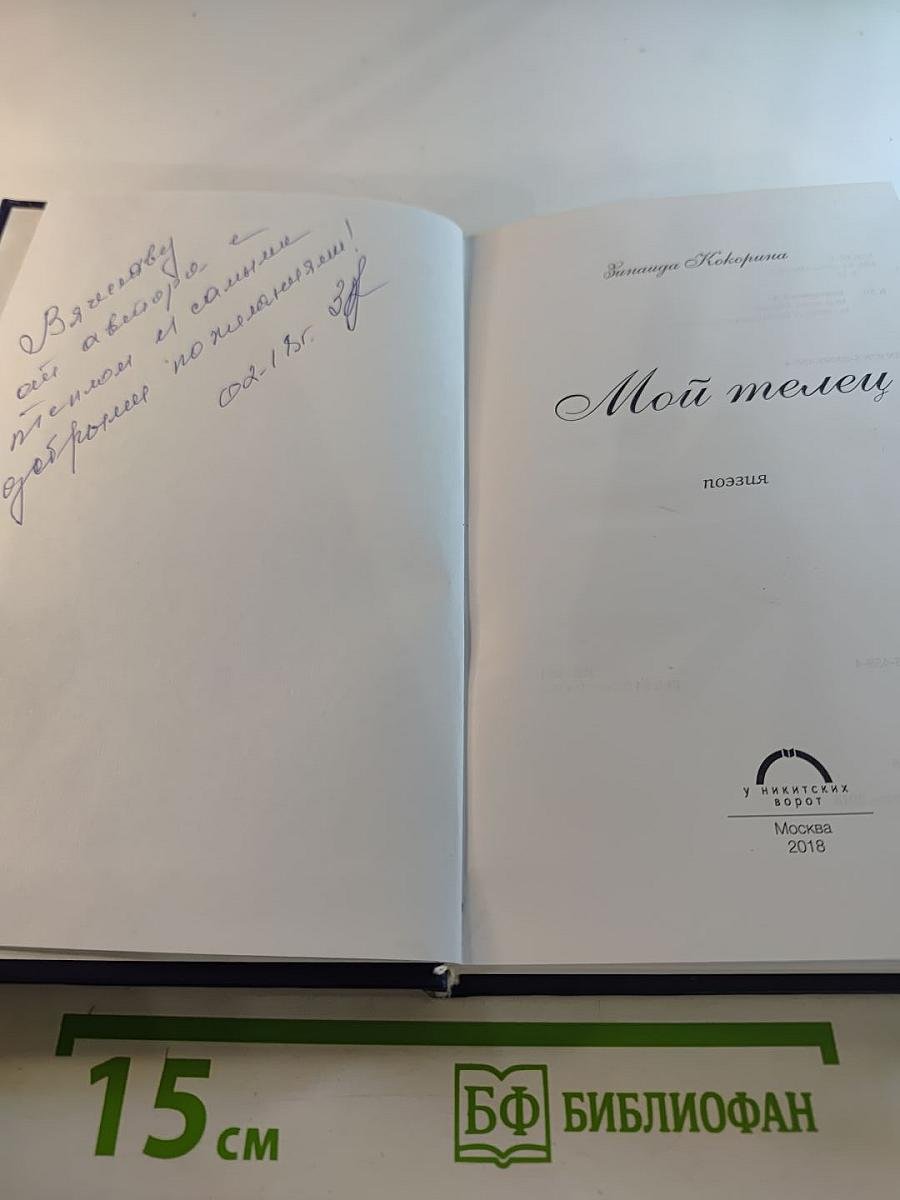 Вячеславу
от автора с
теплом и самыми
добрыми пожеланиями!
02-18г.
Зинаида Кокорина
Мой телец
поэзия
у никитских
ворот
Москва
2018
15 см
БФ БИБЛИОФАН